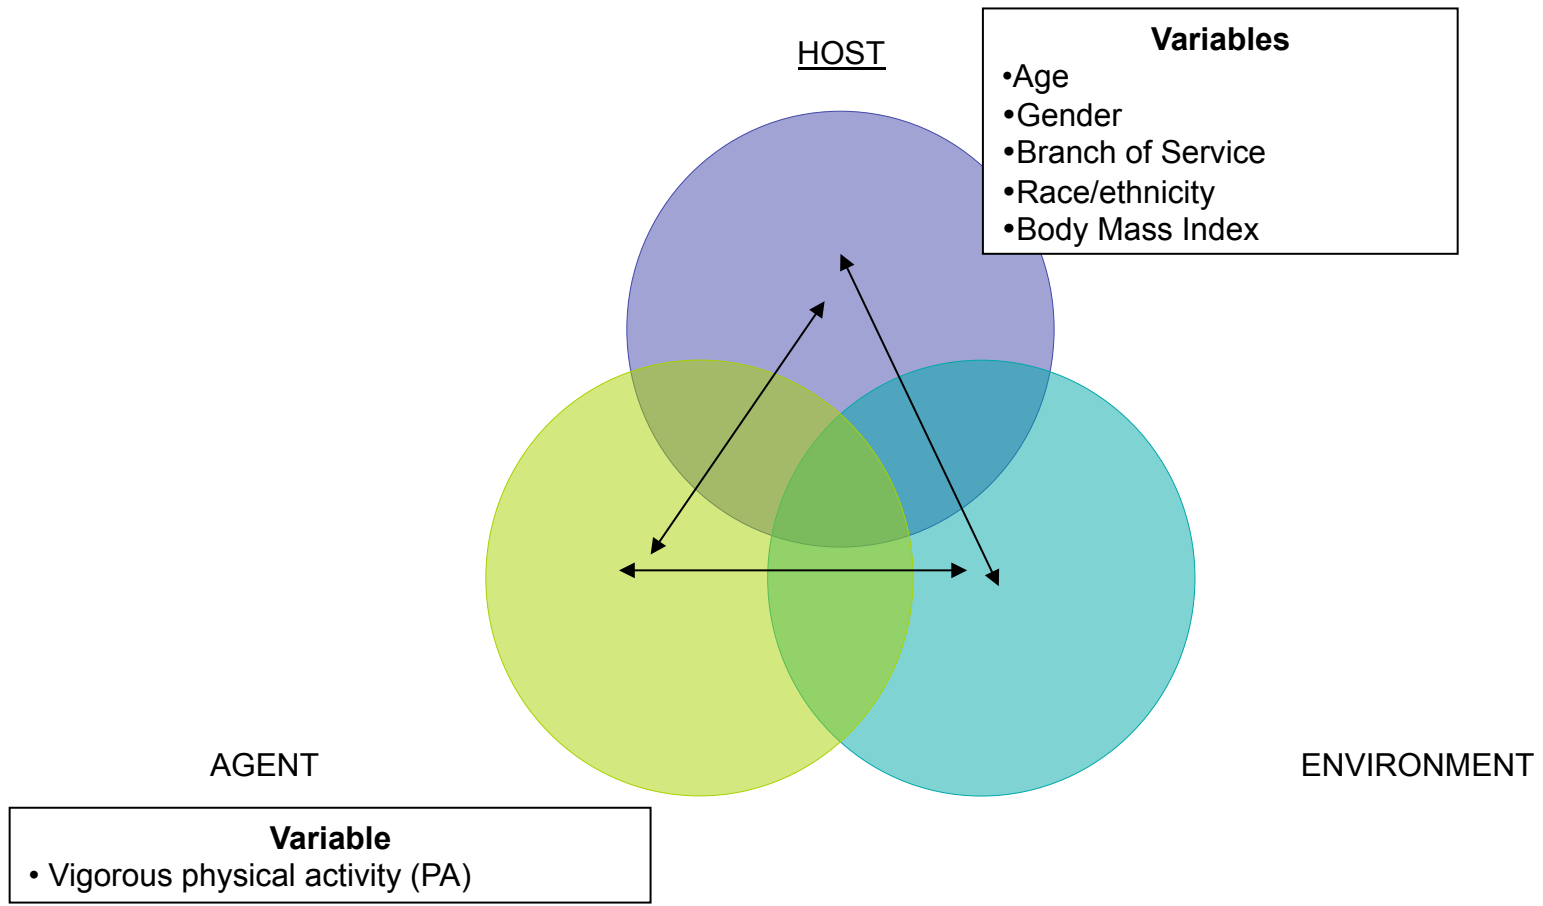 HOST
Variables
•Age
•Gender
•Branch of Service
•Race/ethnicity
•Body Mass Index
AGENT
ENVIRONMENT
Variable
• Vigorous physical activity (PA)